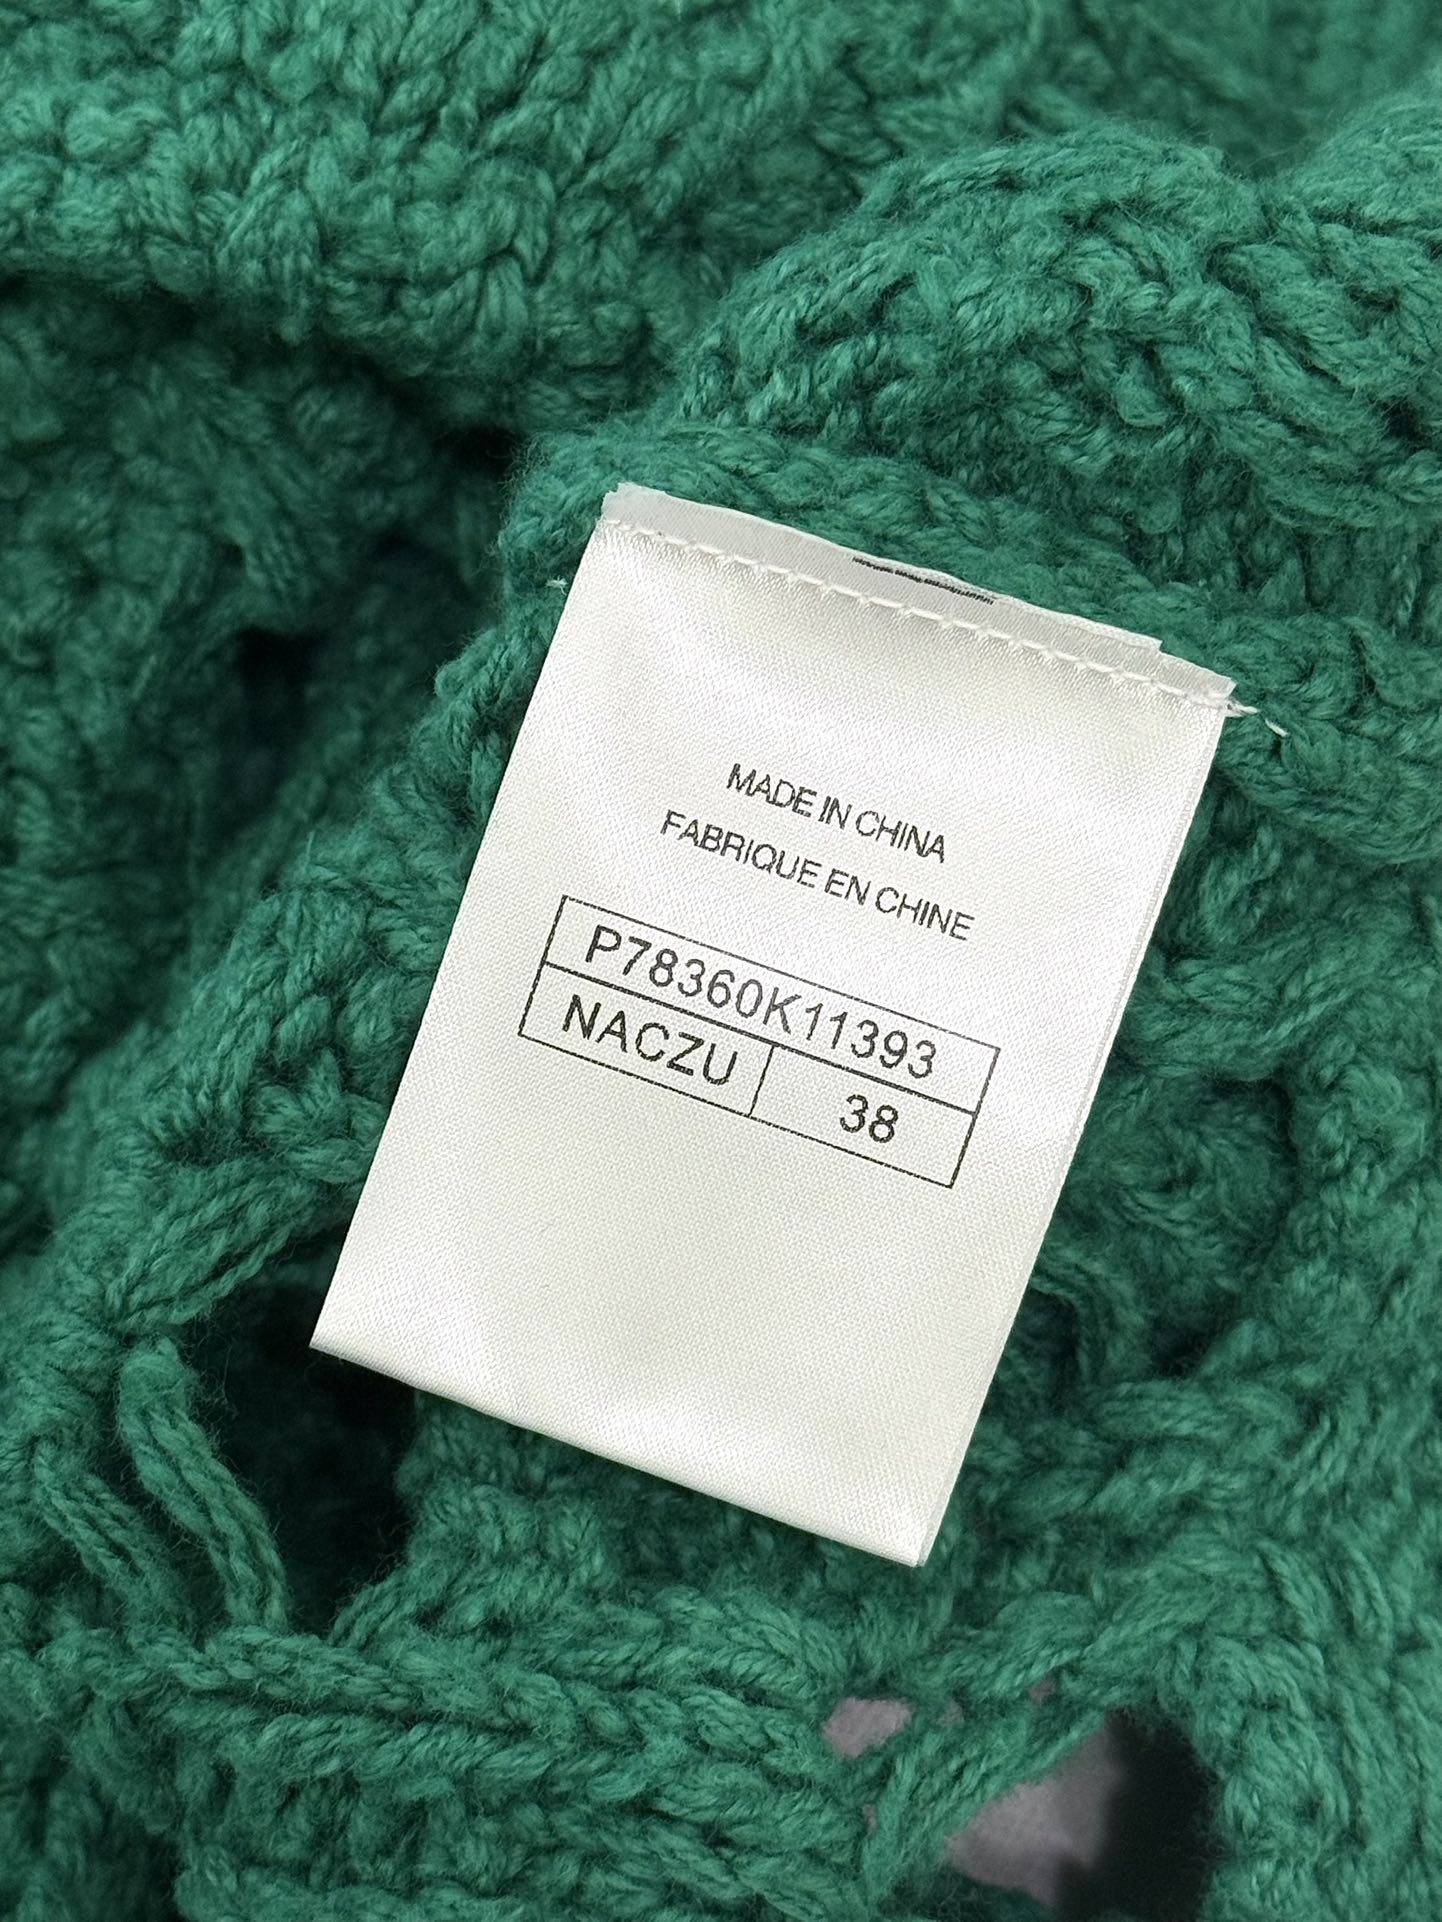 MADE IN CHINA
FABRIQUE EN CHINE
P78360K11393
NACZU 38